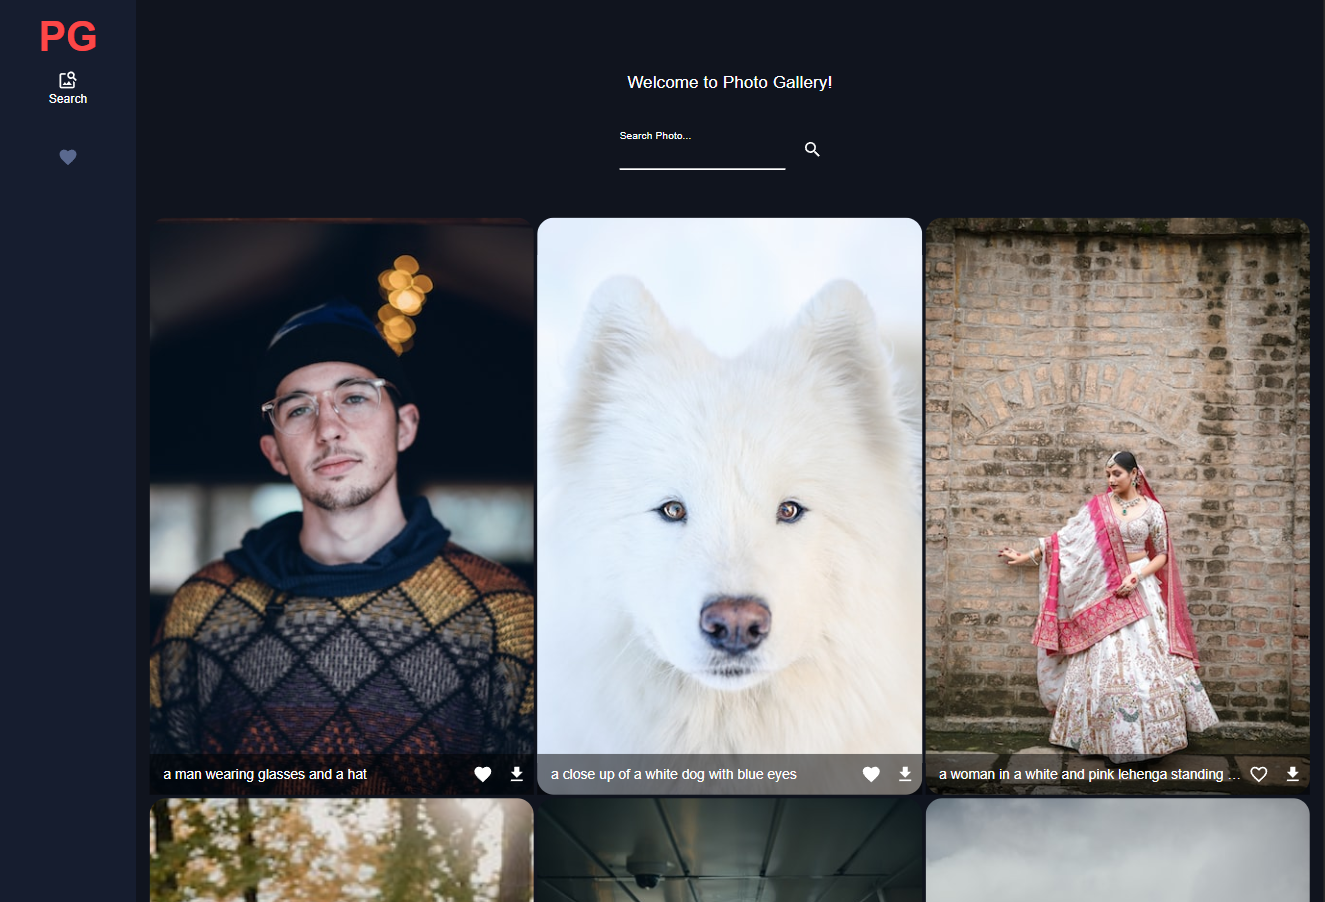 PG
Search
Welcome to Photo Gallery!
Search Photo...
a man wearing glasses and a hat
a close up of a white dog with blue eyes
a woman in a white and pink lehenga standing ...